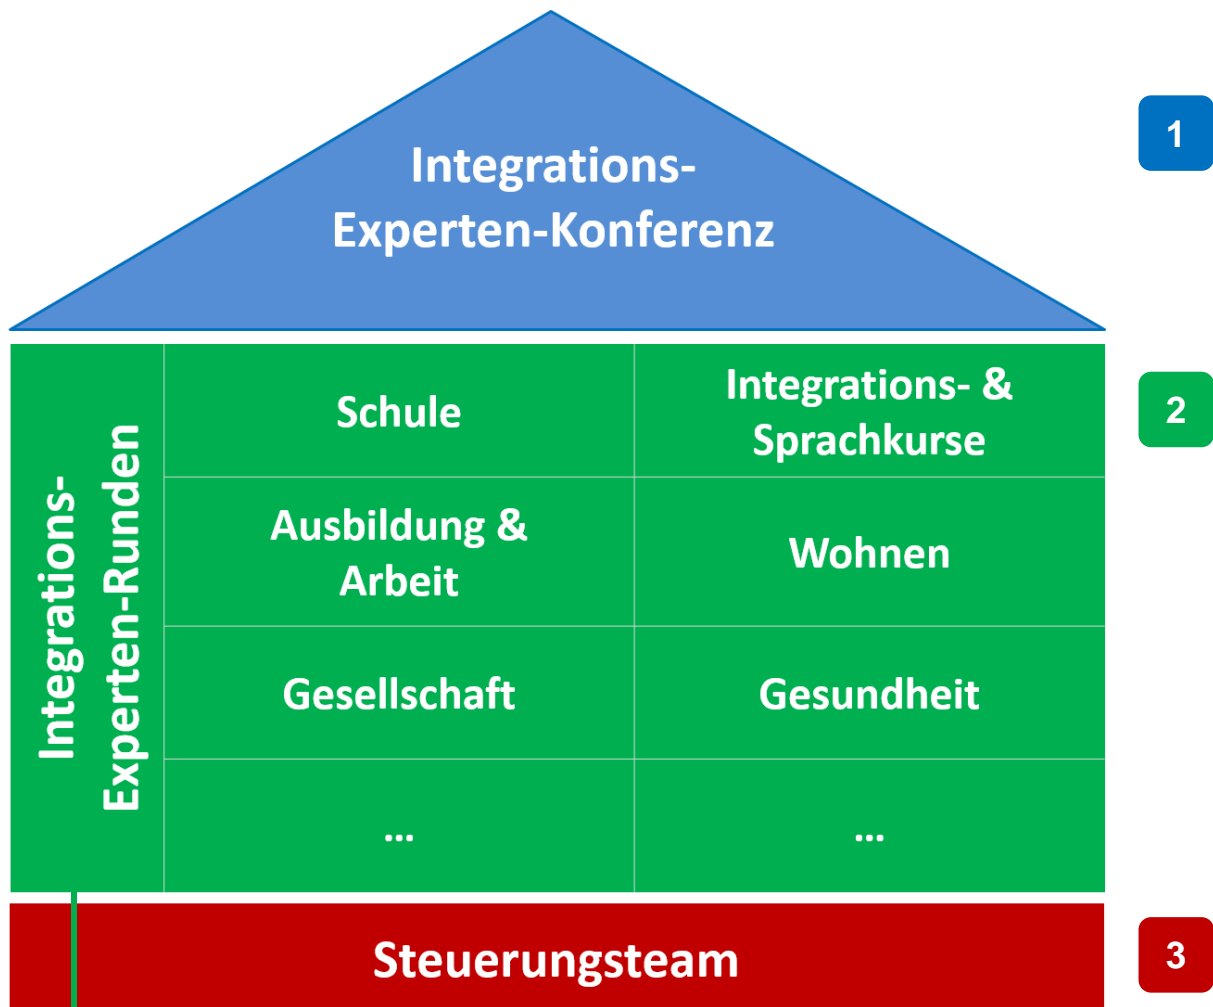 Integrations-
Experten-Konferenz
1
Integrations-
Experten-Runden
Schule
Integrations- &
Sprachkurse
2
Ausbildung &
Arbeit
Wohnen
Gesellschaft
Gesundheit
...
...
Steuerungsteam
3